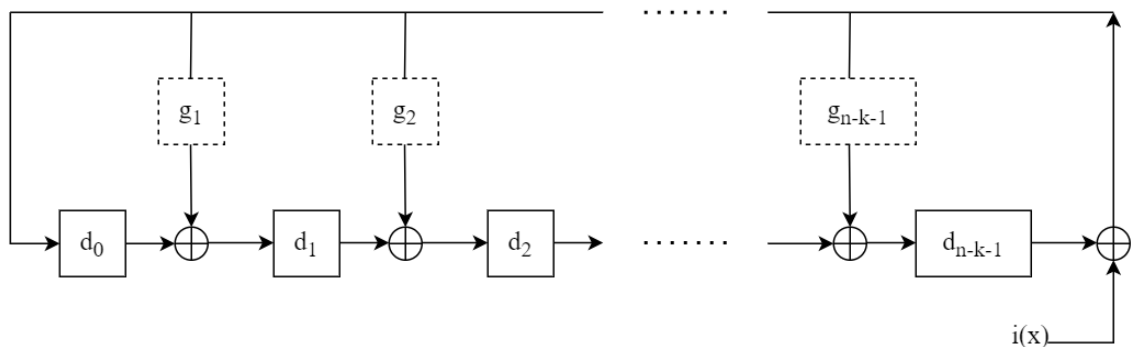 .......
g₁ g₂ gₙ₋ₖ₋₁
d₀ d₁ d₂ ....... dₙ₋ₖ₋₁
i(x)